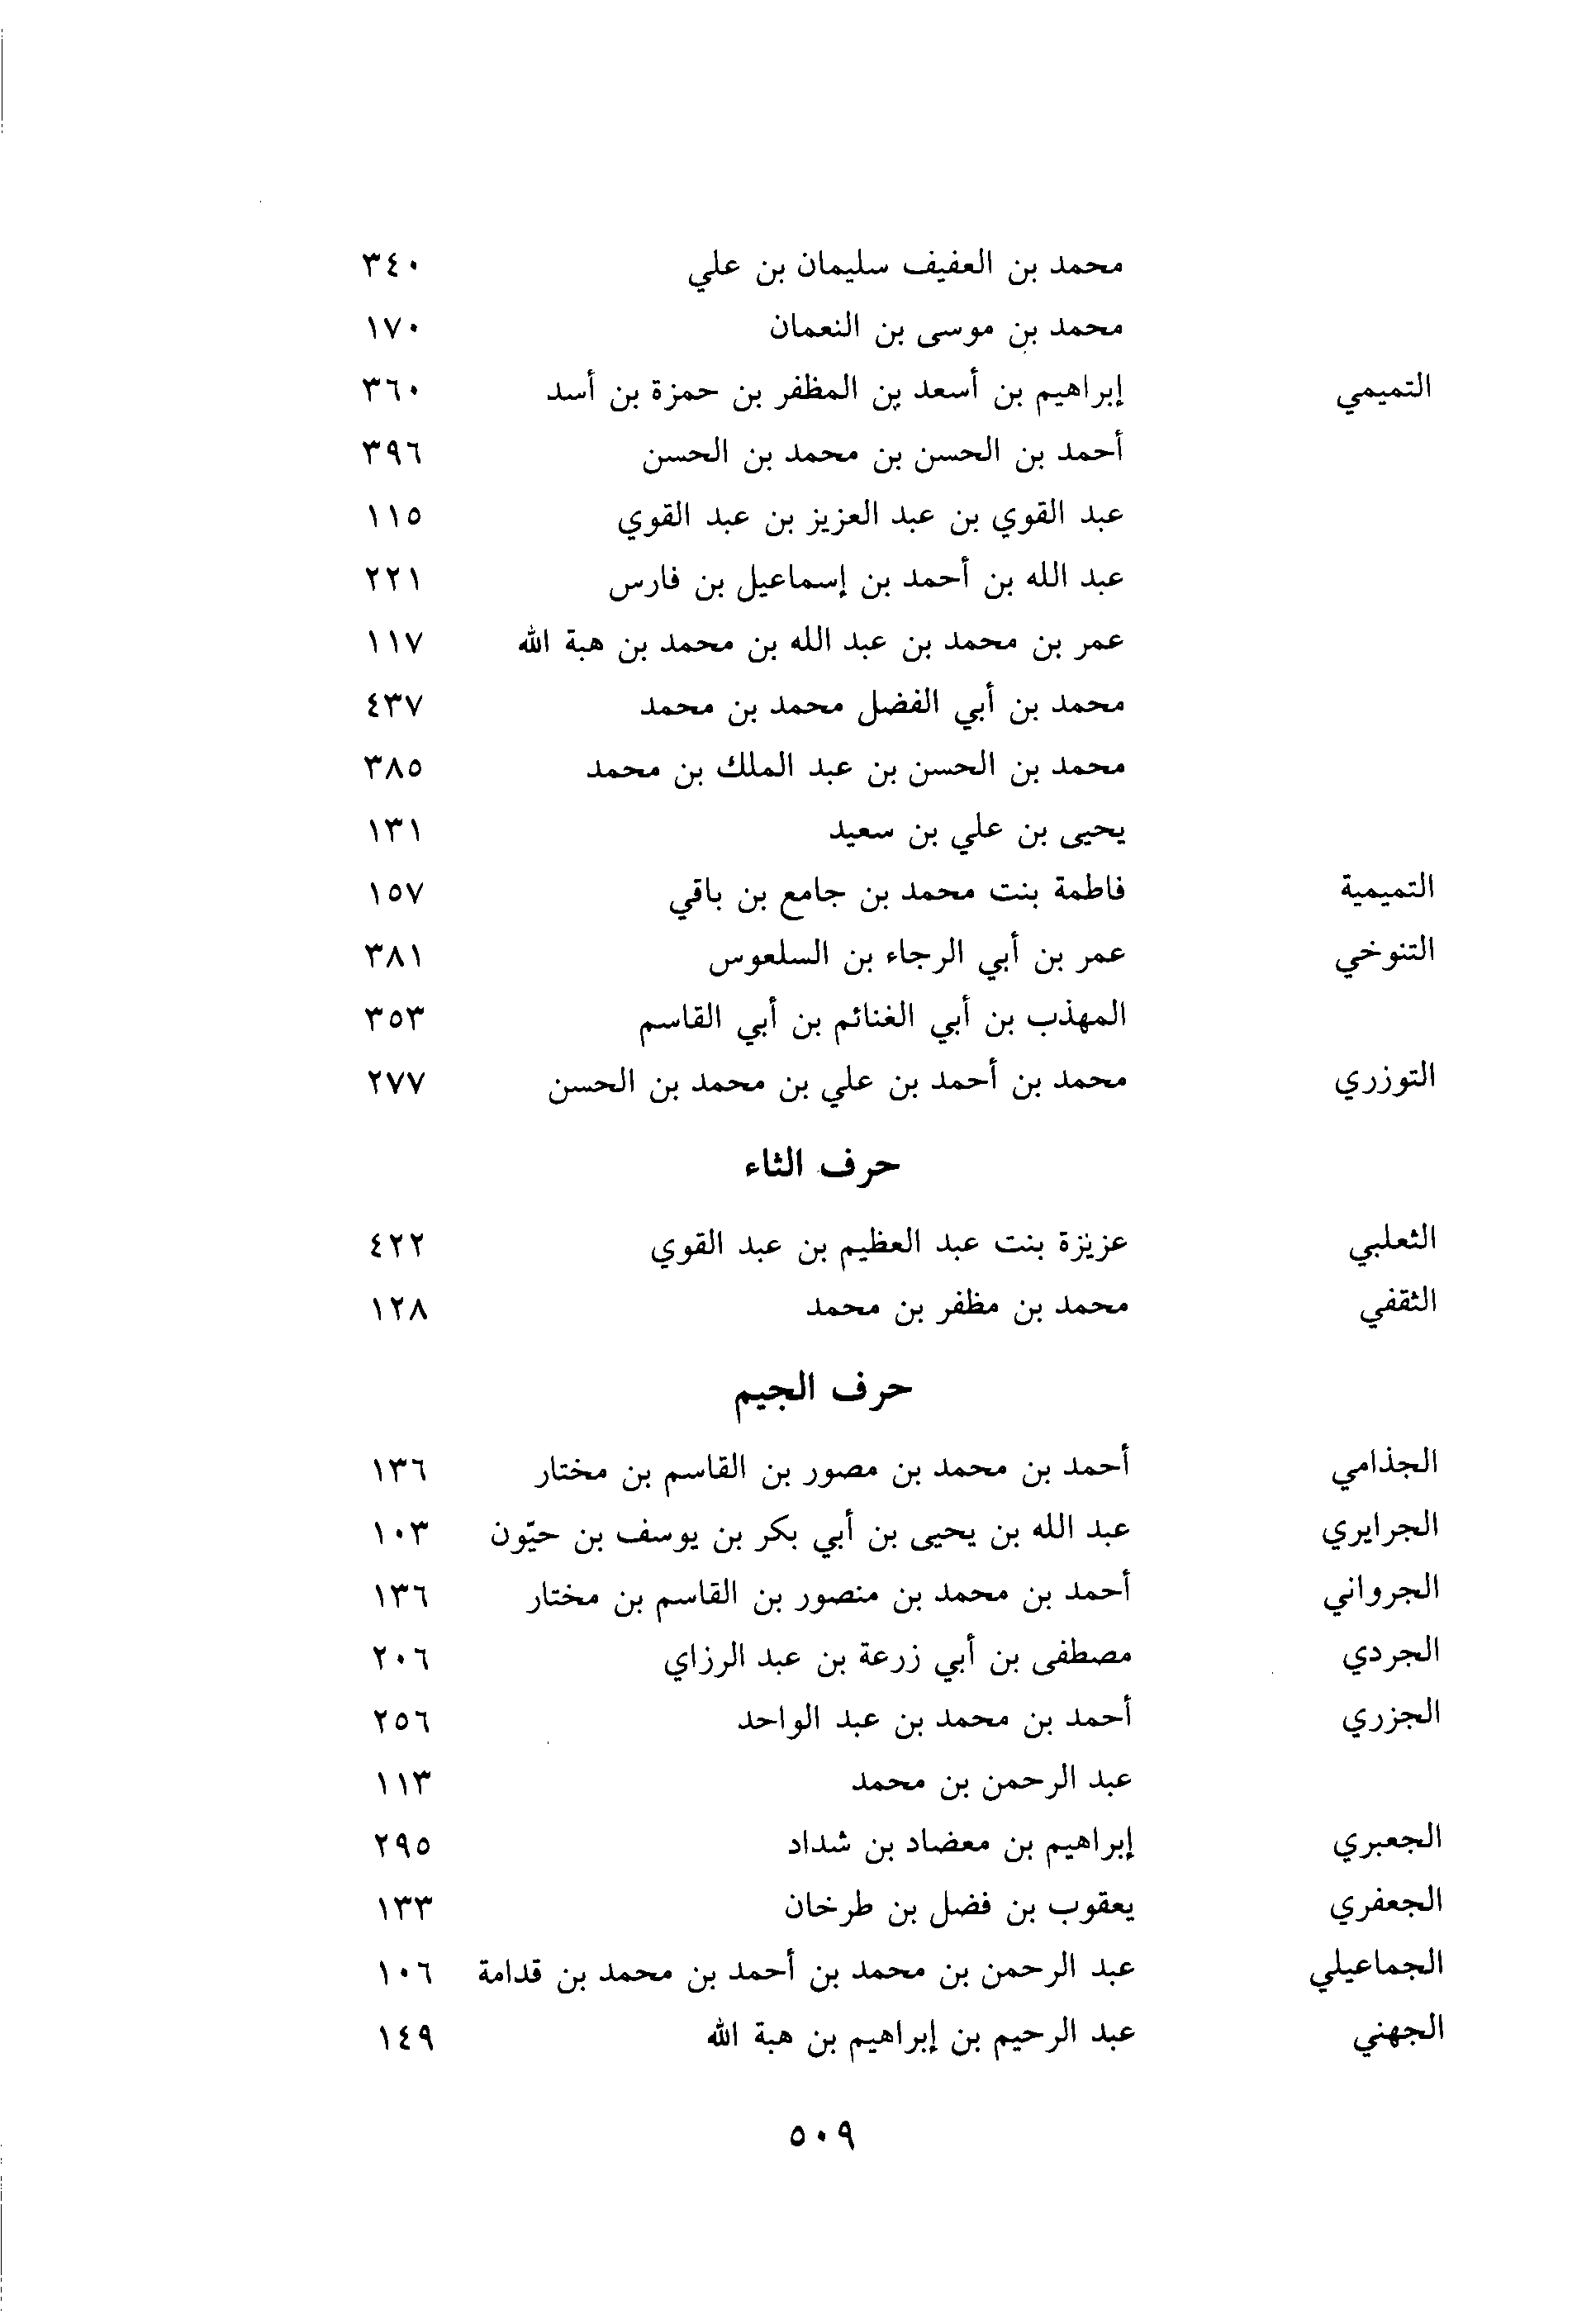 محمد بن العفيف سليمان بن علي ٣٤٠
محمد بن موسى بن النعمان ١٧٠
التميمي إبراهيم بن أسعد بن المظفر بن حمزة بن أسد ٣٦٠
أحمد بن الحسن بن محمد بن الحسن ٣٩٦
عبد القوي بن عبد العزيز بن عبد القوي ١١٥
عبد الله بن أحمد بن إسماعيل بن فارس ٢٢١
عمر بن محمد بن عبد الله بن محمد بن هبة الله ١١٧
محمد بن أبي الفضل محمد بن محمد ٤٣٧
محمد بن الحسن بن عبد الملك بن محمد ٣٨٥
يحيى بن علي بن سعيد ١٣١
التميمية فاطمة بنت محمد بن جامع بن باقي ١٥٧
التنوخي عمر بن أبي الرجاء بن السلعوس ٣٨١
المهذب بن أبي الغنائم بن أبي القاسم ٣٥٣
التوزري محمد بن أحمد بن علي بن محمد بن الحسن ٢٧٧
حرف الثاء
الثعلبي عزيزة بنت عبد العظيم بن عبد القوي ٤٢٢
الثقفي محمد بن مظفر بن محمد ١٢٨
حرف الجيم
الجذامي أحمد بن محمد بن مصور بن القاسم بن مختار ١٣٦
الجرايري عبد الله بن يحيى بن أبي بكر بن يوسف بن حيّون ١٠٣
الجرواني أحمد بن محمد بن منصور بن القاسم بن مختار ١٣٦
الجردي مصطفى بن أبي زرعة بن عبد الرزاي ٢٠٦
الجزري أحمد بن محمد بن عبد الواحد ٢٥٦
عبد الرحمن بن محمد ١١٣
الجعبري إبراهيم بن معضاد بن شداد ٢٩٥
الجعفري يعقوب بن فضل بن طرخان ١٣٣
الجماعيلي عبد الرحمن بن محمد بن أحمد بن محمد بن قدامة ١٠٦
الجهني عبد الرحيم بن إبراهيم بن هبة الله ١٤٩
٥٠٩